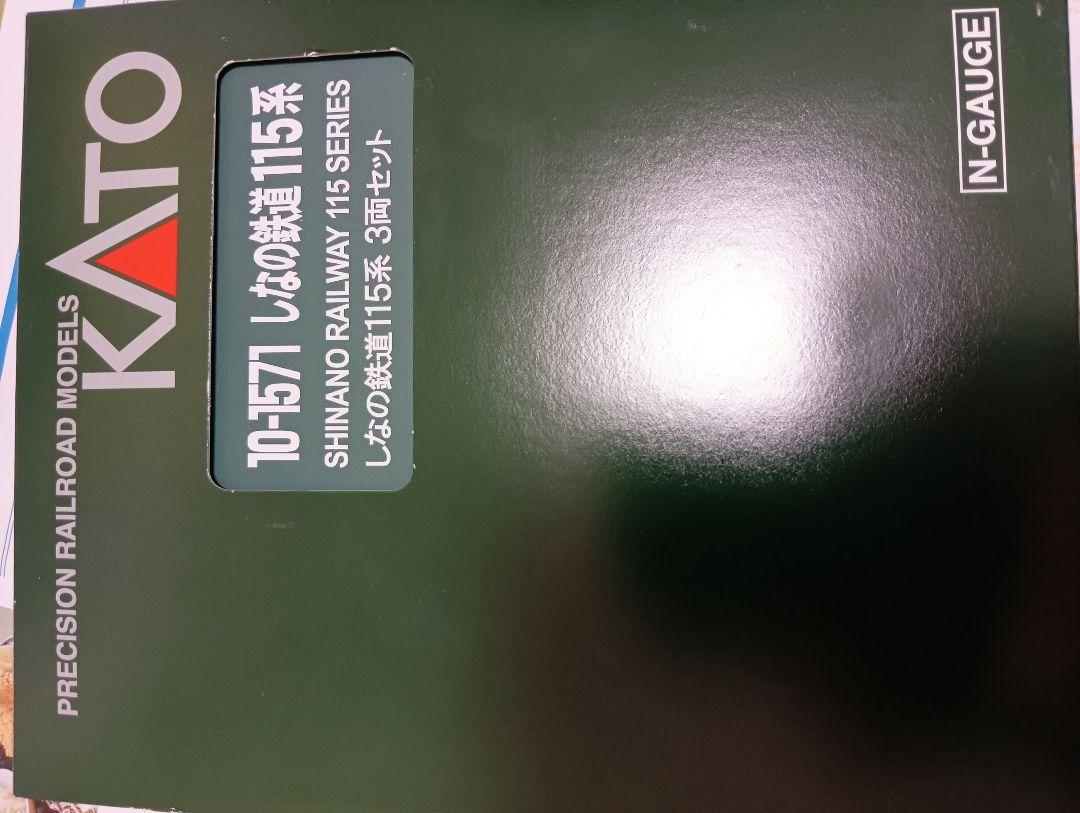 PRECISION RAILROAD MODELS
KATO
10-1571 しなの鉄道115系
SHINANO RAILWAY 115 SERIES
しなの鉄道115系 3両セット
N-GAUGE